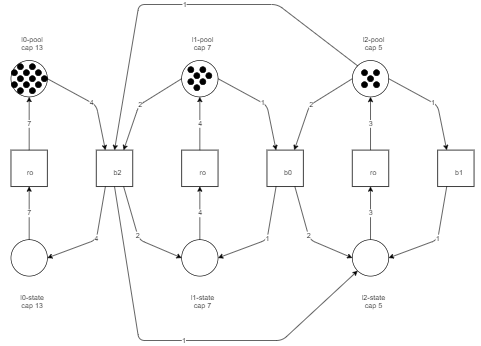 1
l0-pool
cap 13
l1-pool
cap 7
l2-pool
cap 5
4
2
1
2
1
7
4
3
ro
b2
ro
b0
ro
b1
7
4
3
4
2
1
2
1
l0-state
cap 13
l1-state
cap 7
l2-state
cap 5
1